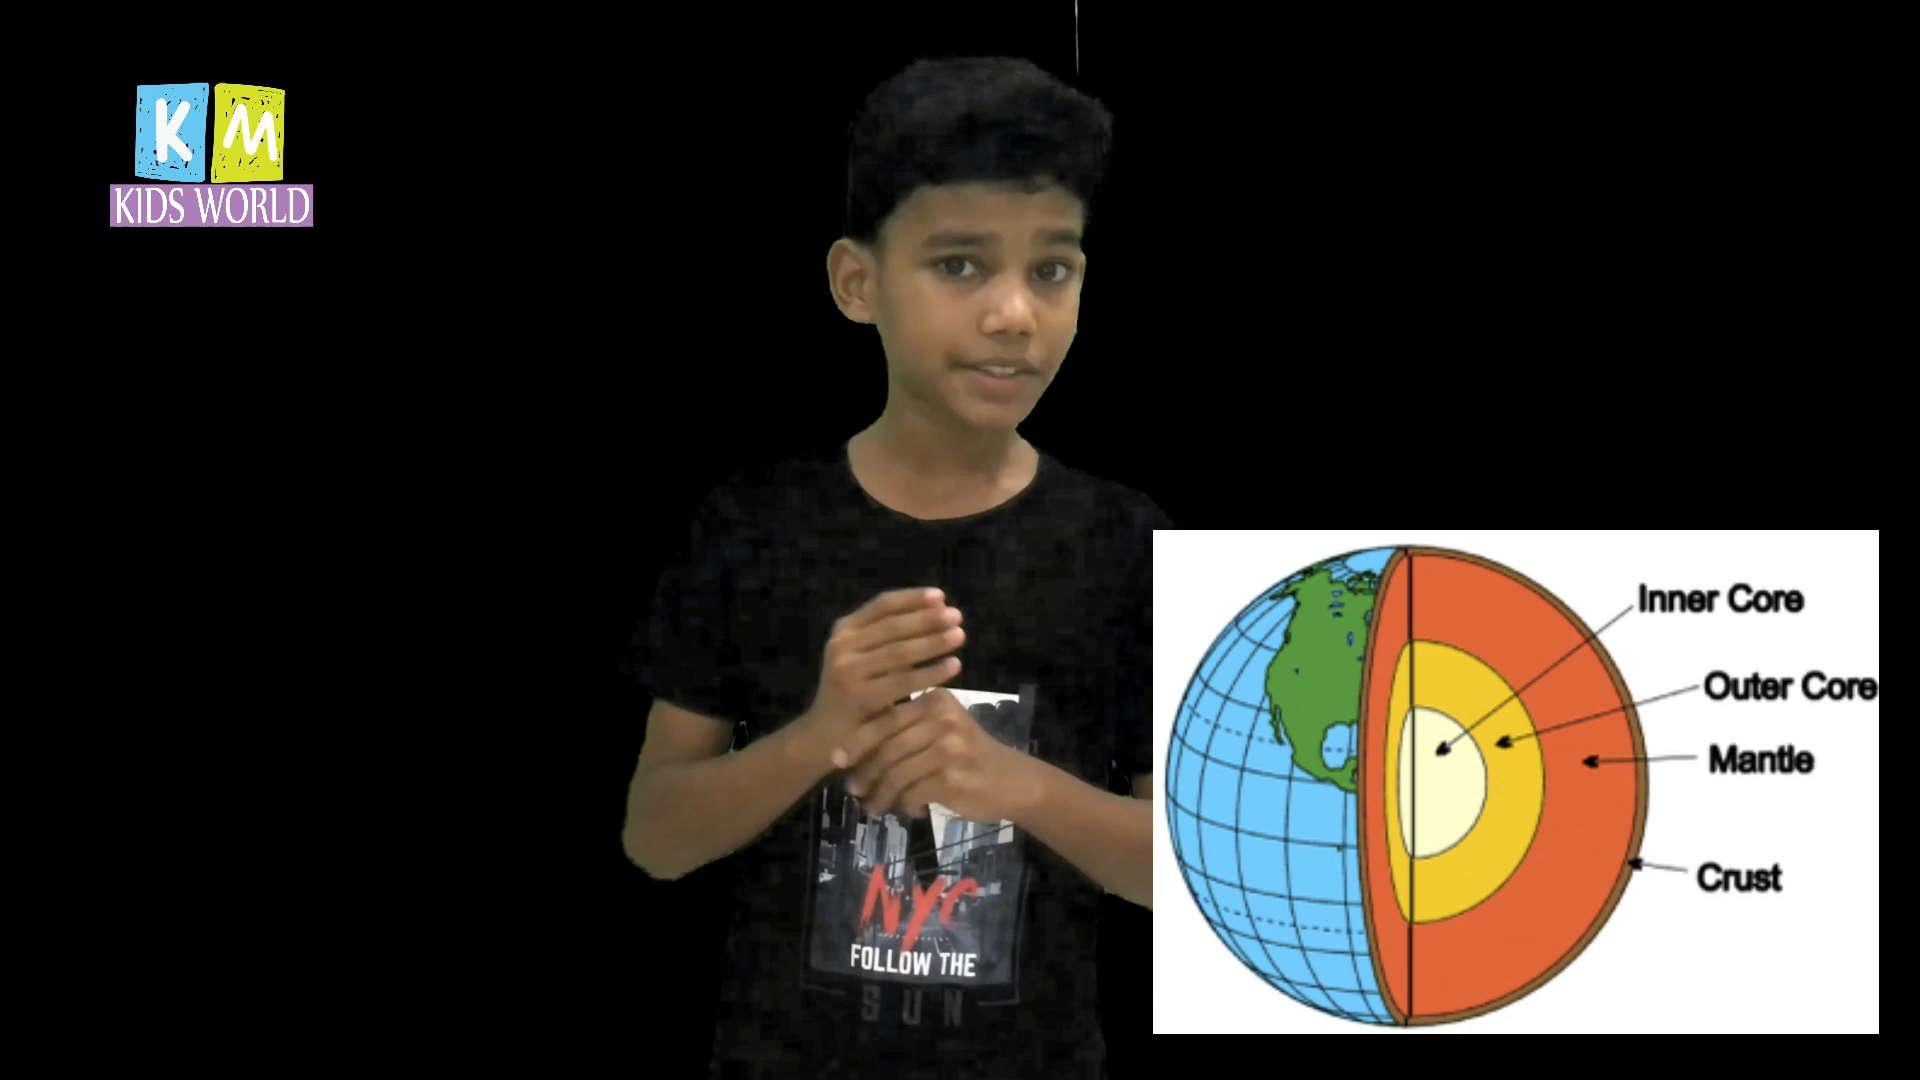 K M
KIDS WORLD
Inner Core
Outer Core
Mantle
Crust
NYC
FOLLOW THE
SUN